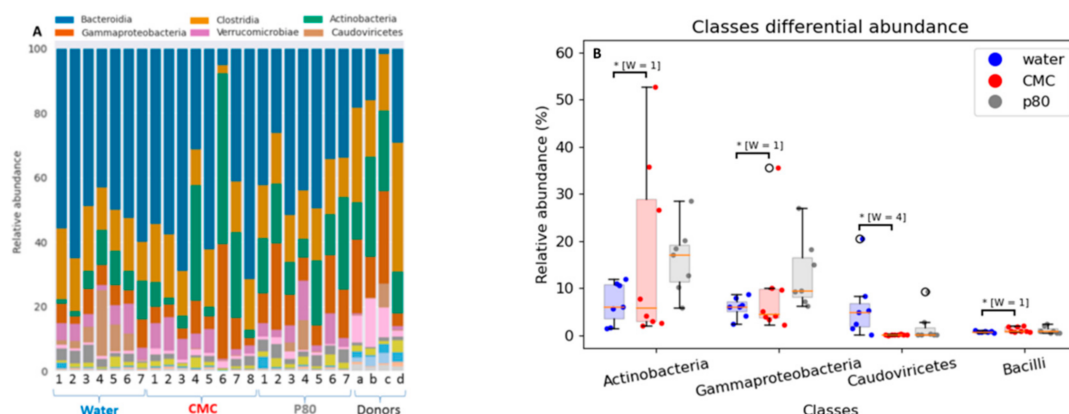 Bacteroidia Clostridia Actinobacteria
A Gammaproteobacteria Verrucomicrobiae Caudoviricetes
100
80
60
40
20
0
Relative abundance
1 2 3 4 5 6 7 1 2 3 4 5 6 7 8 1 2 3 4 5 6 7 a b c d
Water CMC P80 Donors
Classes differential abundance
B
60
50
40
30
20
10
0
Relative abundance (%)
* [W = 1]
* [W = 1]
* [W = 4]
* [W = 1]
water
CMC
p80
Actinobacteria
Gammaproteobacteria
Caudoviricetes
Bacilli
Classes